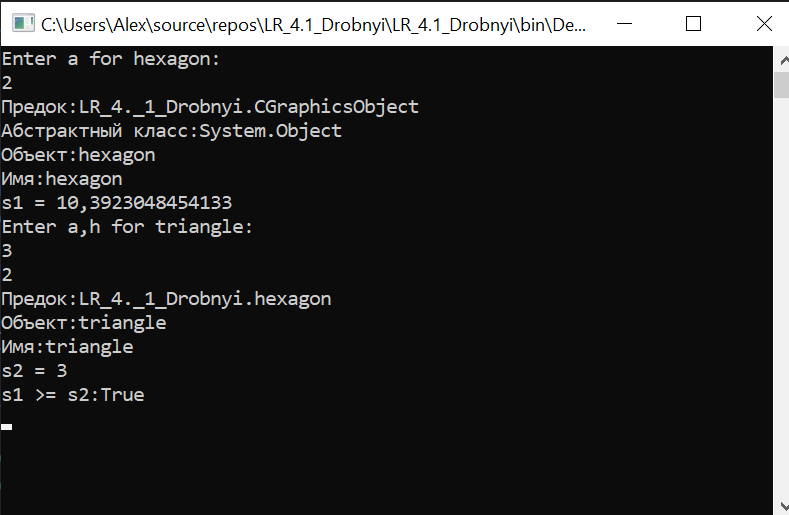 C:\Users\Alex\source\repos\LR_4.1_Drobnyi\LR_4.1_Drobnyi\bin\De...
Enter a for hexagon:
2
Предок:LR_4._1_Drobnyi.CGraphicsObject
Абстрактный класс:System.Object
Объект:hexagon
Имя:hexagon
s1 = 10,3923048454133
Enter a,h for triangle:
3
2
Предок:LR_4._1_Drobnyi.hexagon
Объект:triangle
Имя:triangle
s2 = 3
s1 >= s2:True